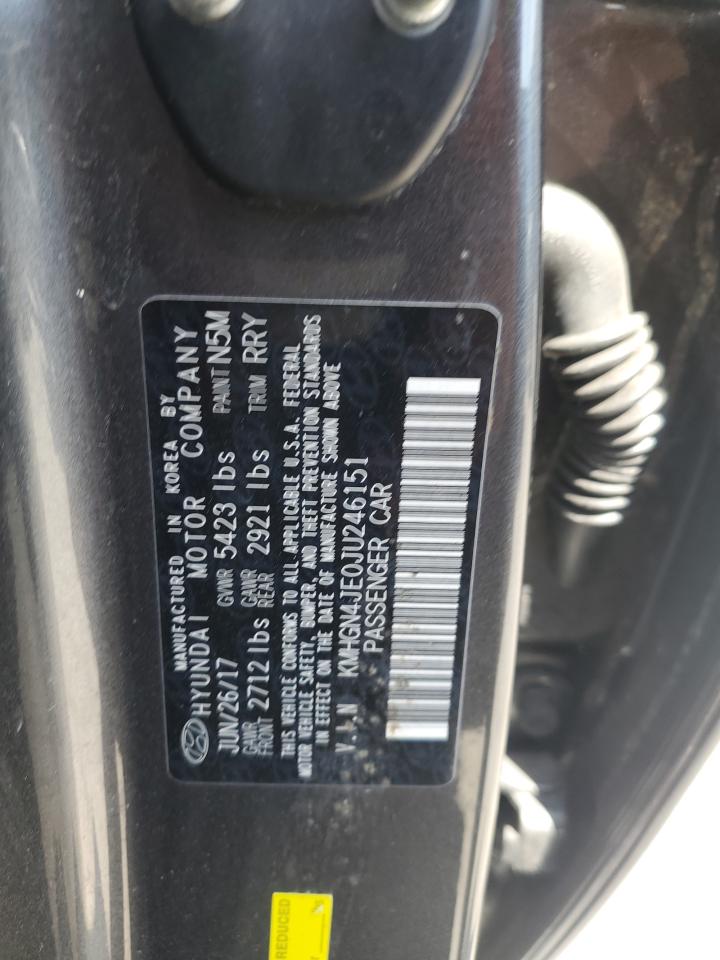 MANUFACTURED IN KOREA BY
HYUNDAI MOTOR COMPANY
JUN/26/17 GVWR 5423 lbs PAINT N5M
GAWR FRONT 2712 lbs GAWR REAR 2921 lbs TRIM RRY
THIS VEHICLE CONFORMS TO ALL APPLICABLE U.S.A. FEDERAL
MOTOR VEHICLE SAFETY, BUMPER, AND THEFT PREVENTION STANDARDS
IN EFFECT ON THE DATE OF MANUFACTURE SHOWN ABOVE
V.I.N KMHGN4JE0JU246151
PASSENGER CAR
REDUCED